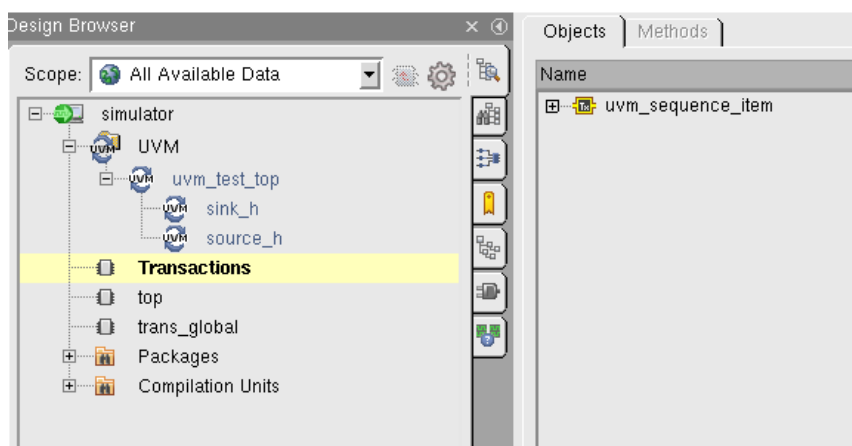 Design Browser
Scope: All Available Data
simulator
UVM
uvm_test_top
sink_h
source_h
Transactions
top
trans_global
Packages
Compilation Units
Objects Methods
Name
uvm_sequence_item